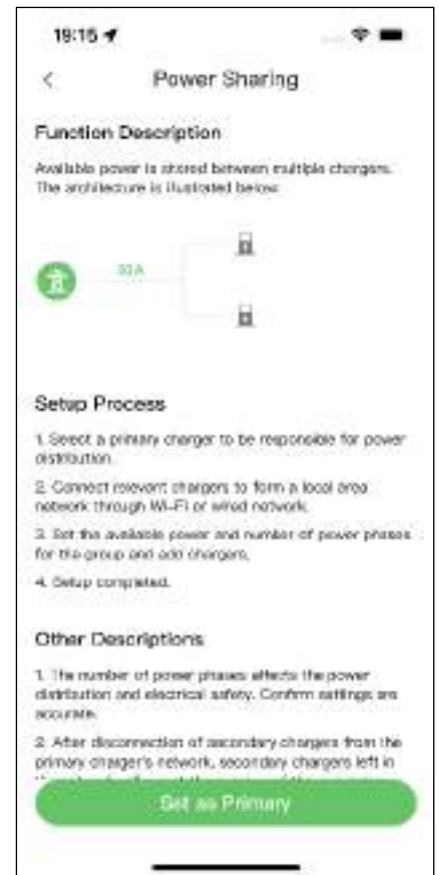 19:15
Power Sharing
Function Description
Available power is shared between multiple chargers.
The architecture is illustrated below
30A
Setup Process
1. Select a primary charger to be responsible for power
distribution.
2. Connect relevant chargers to form a local area
network through Wi-Fi or wired network.
3. Set the available power and number of power phases
for the group and add chargers.
4. Setup completed.
Other Descriptions
1. The number of power phases affects the power
distribution and electrical safety. Confirm settings are
accurate.
2. After disconnection of secondary chargers from the
primary charger's network, secondary chargers left in
Set as Primary